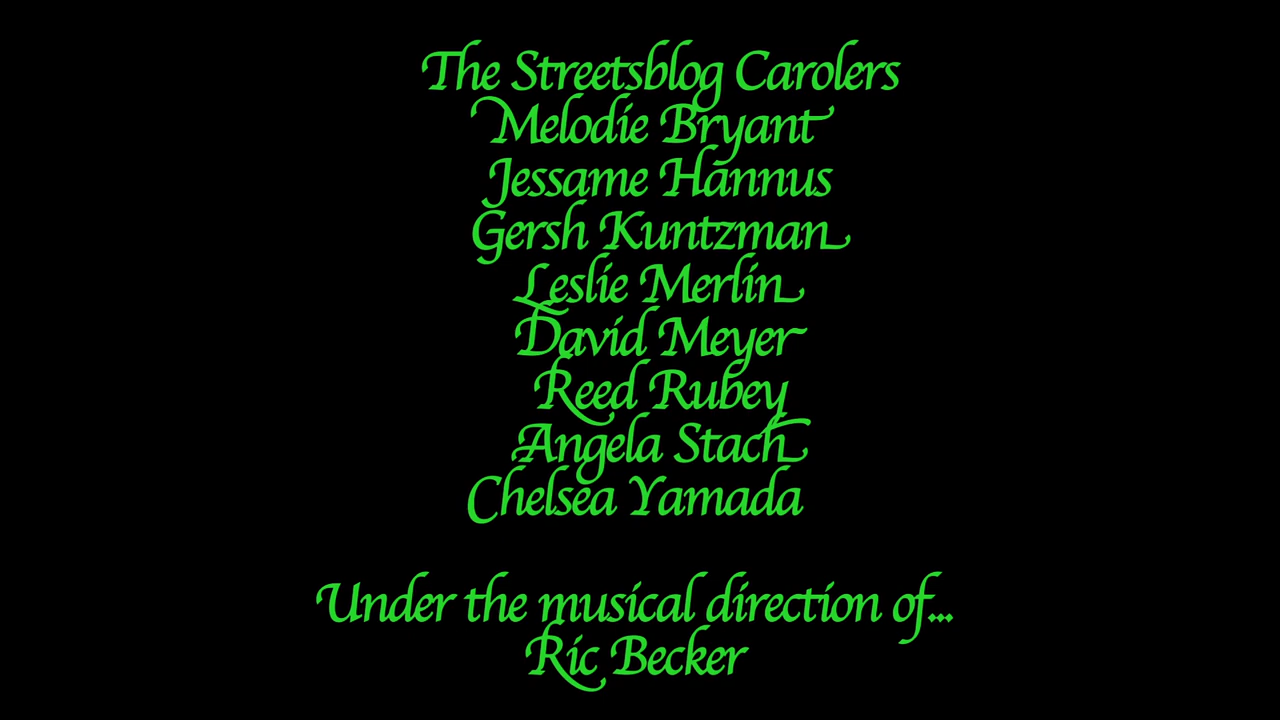 The Streetsblog Carolers
Melodie Bryant
Jessame Hannus
Gersh Kuntzman
Leslie Merlin
David Meyer
Reed Rubey
Angela Stach
Chelsea Yamada
Under the musical direction of...
Ric Becker